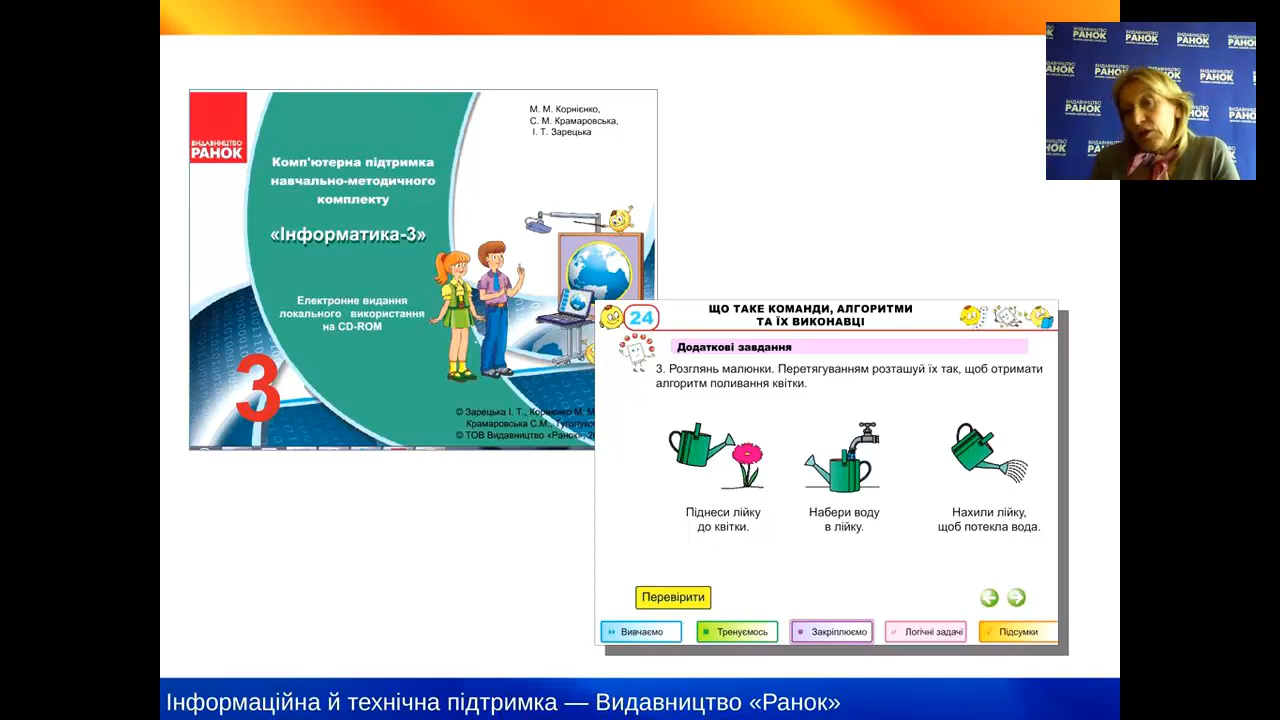 ВИДАВНИЦТВО
РАНОК
М. М. Корнієнко,
С. М. Крамаровська,
І. Т. Зарецька
Комп'ютерна підтримка
навчально-методичного
комплекту
«Інформатика-3»
Електронне видання
локального використання
на CD-ROM
3
© Зарецька І. Т., Корнієнко М. М
Крамаровська С.М.,
© ТОВ Видавництво «Ранок»,
24
ЩО ТАКЕ КОМАНДИ, АЛГОРИТМИ
ТА ЇХ ВИКОНАВЦІ
Додаткові завдання
3. Розглянь малюнки. Перетягуванням розташуй їх так, щоб отримати
алгоритм поливання квітки.
Піднеси лійку
до квітки.
Набери воду
в лійку.
Нахили лійку,
щоб потекла вода.
Перевірити
Вивчаємо
Тренуємось
Закріплюємо
Логічні задачі
Підсумки
Інформаційна й технічна підтримка — Видавництво «Ранок»
ВИДАВНИЦТВО
РАНОК